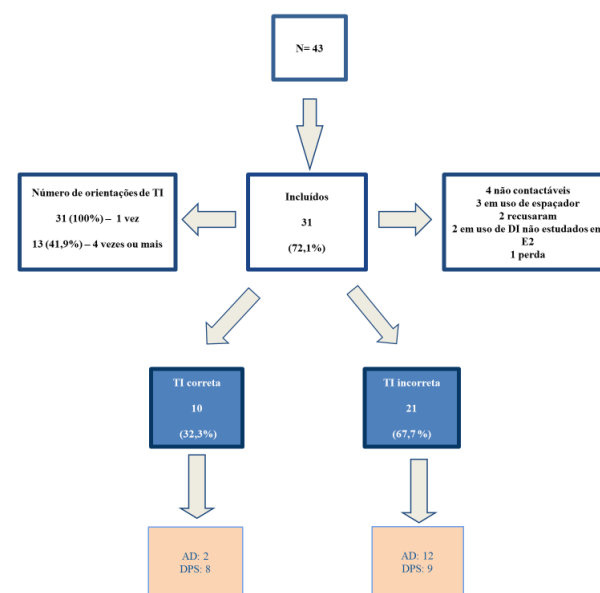 N= 43
Número de orientações de TI
31 (100%) – 1 vez
13 (41,9%) – 4 vezes ou mais
Incluídos
31
(72,1%)
4 não contactáveis
3 em uso de espaçador
2 recusaram
2 em uso de DI não estudados em
E2
1 perda
TI correta
10
(32,3%)
TI incorreta
21
(67,7%)
AD: 2
DPS: 8
AD: 12
DPS: 9